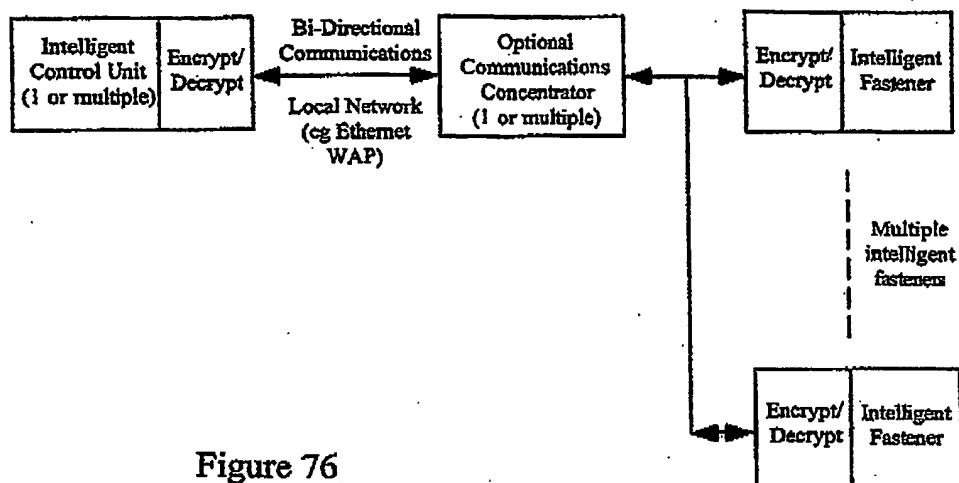 Intelligent
Control Unit
(1 or multiple)
Encrypt/
Decrypt
Bi-Directional
Communications
Local Network
(eg Ethernet
WAP)
Optional
Communications
Concentrator
(1 or multiple)
Encrypt/
Decrypt
Intelligent
Fastener
Multiple
intelligent
fasteners
Encrypt/
Decrypt
Intelligent
Fastener
Figure 76